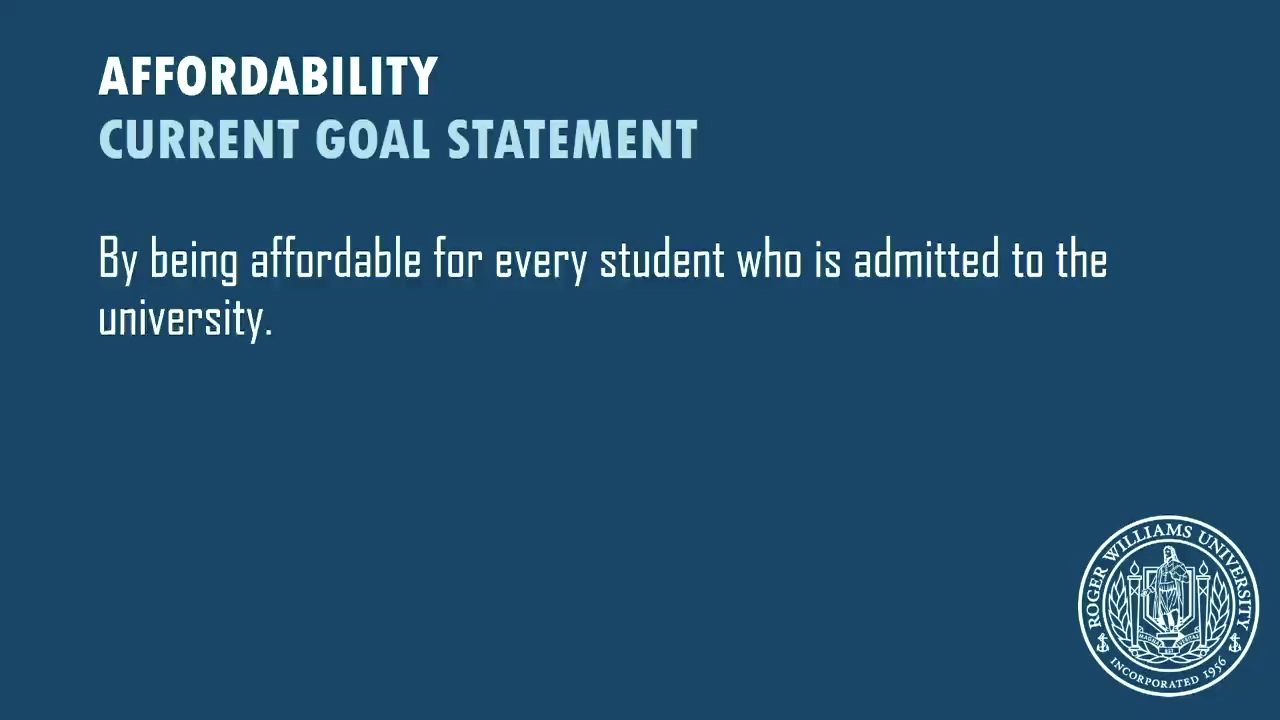 AFFORDABILITY
CURRENT GOAL STATEMENT
By being affordable for every student who is admitted to the
university.
ROGER WILLIAMS UNIVERSITY
INCORPORATED 1956